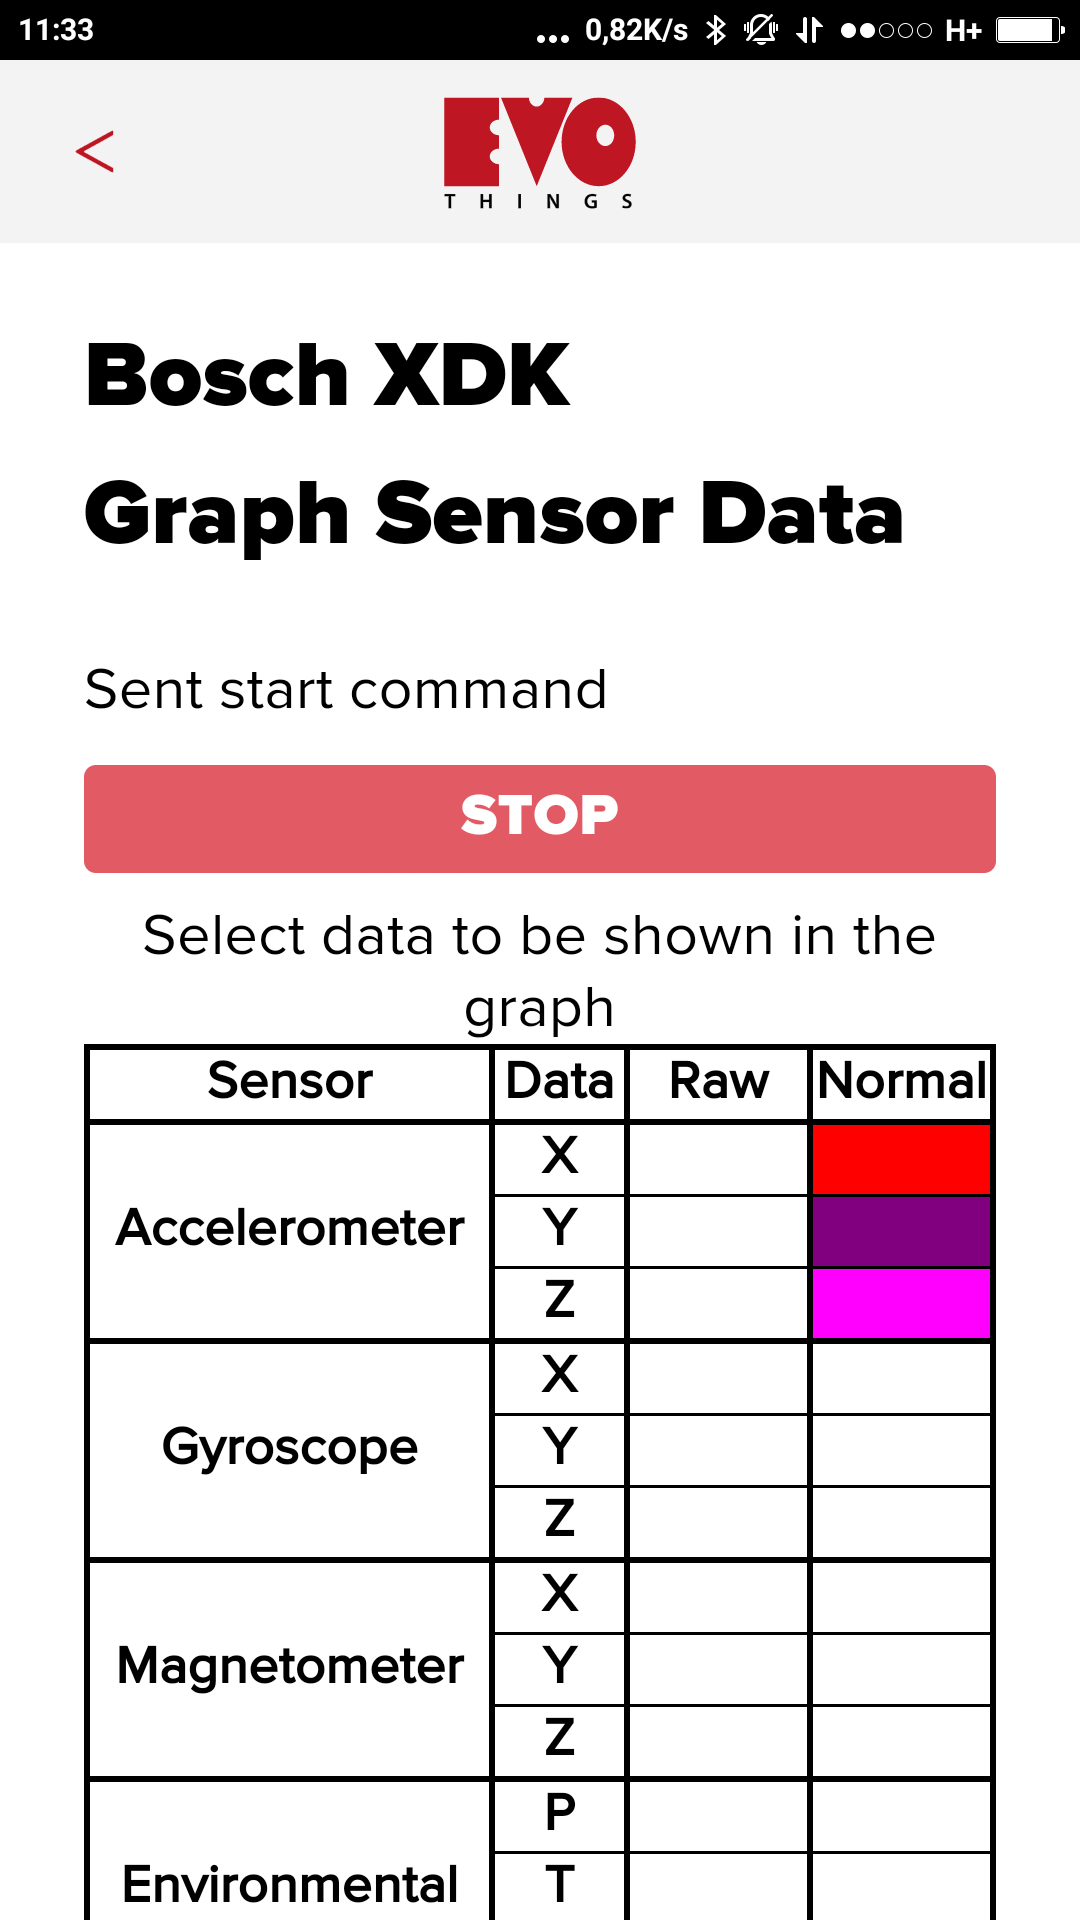 11:33 ... 0,82K/s H+
<
EVO
THINGS
Bosch XDK
Graph Sensor Data
Sent start command
STOP
Select data to be shown in the
graph
Sensor Data Raw Normal
Accelerometer
X
Y
Z
Gyroscope
X
Y
Z
Magnetometer
X
Y
Z
Environmental
P
T